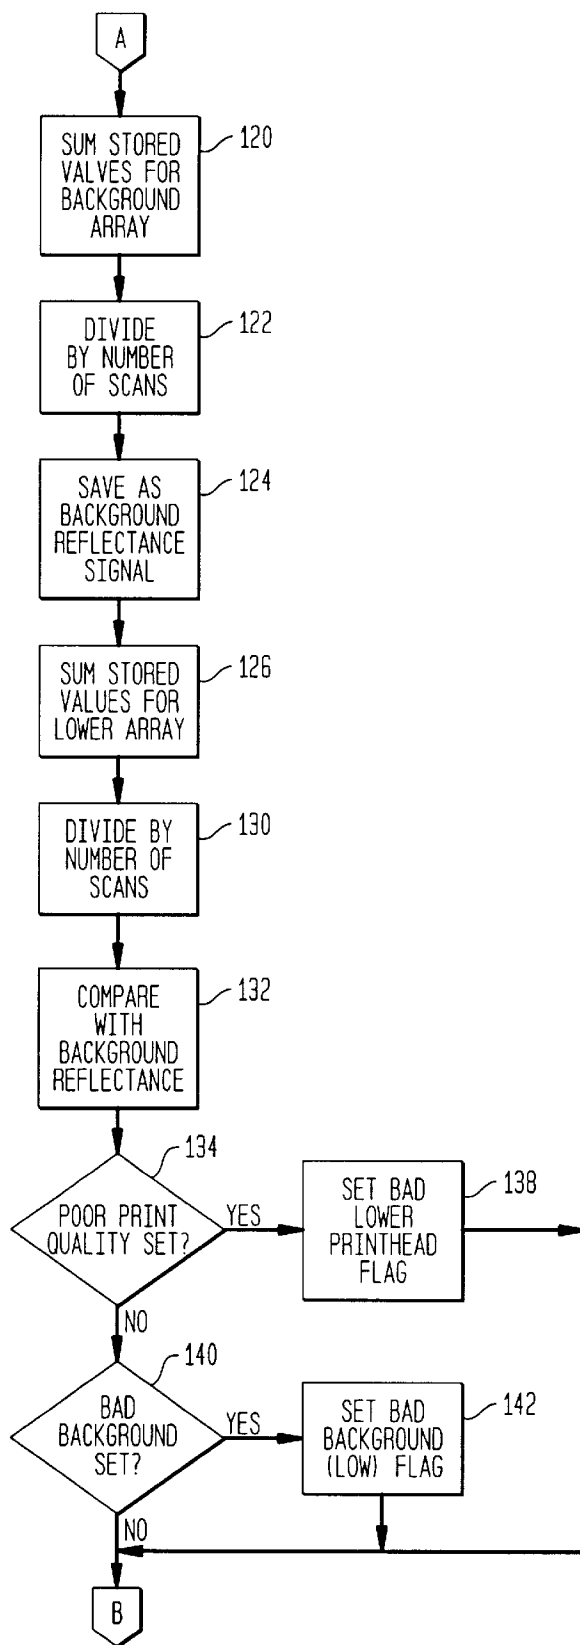 A
SUM STORED
VALVES FOR
BACKGROUND
ARRAY
120
DIVIDE
BY NUMBER
OF SCANS
122
SAVE AS
BACKGROUND
REFLECTANCE
SIGNAL
124
SUM STORED
VALUES FOR
LOWER ARRAY
126
DIVIDE BY
NUMBER OF
SCANS
130
COMPARE
WITH
BACKGROUND
REFLECTANCE
132
POOR PRINT
QUALITY SET?
134
YES
SET BAD
LOWER
PRINTHEAD
FLAG
138
NO
BAD
BACKGROUND
SET?
140
YES
SET BAD
BACKGROUND
(LOW) FLAG
142
NO
B